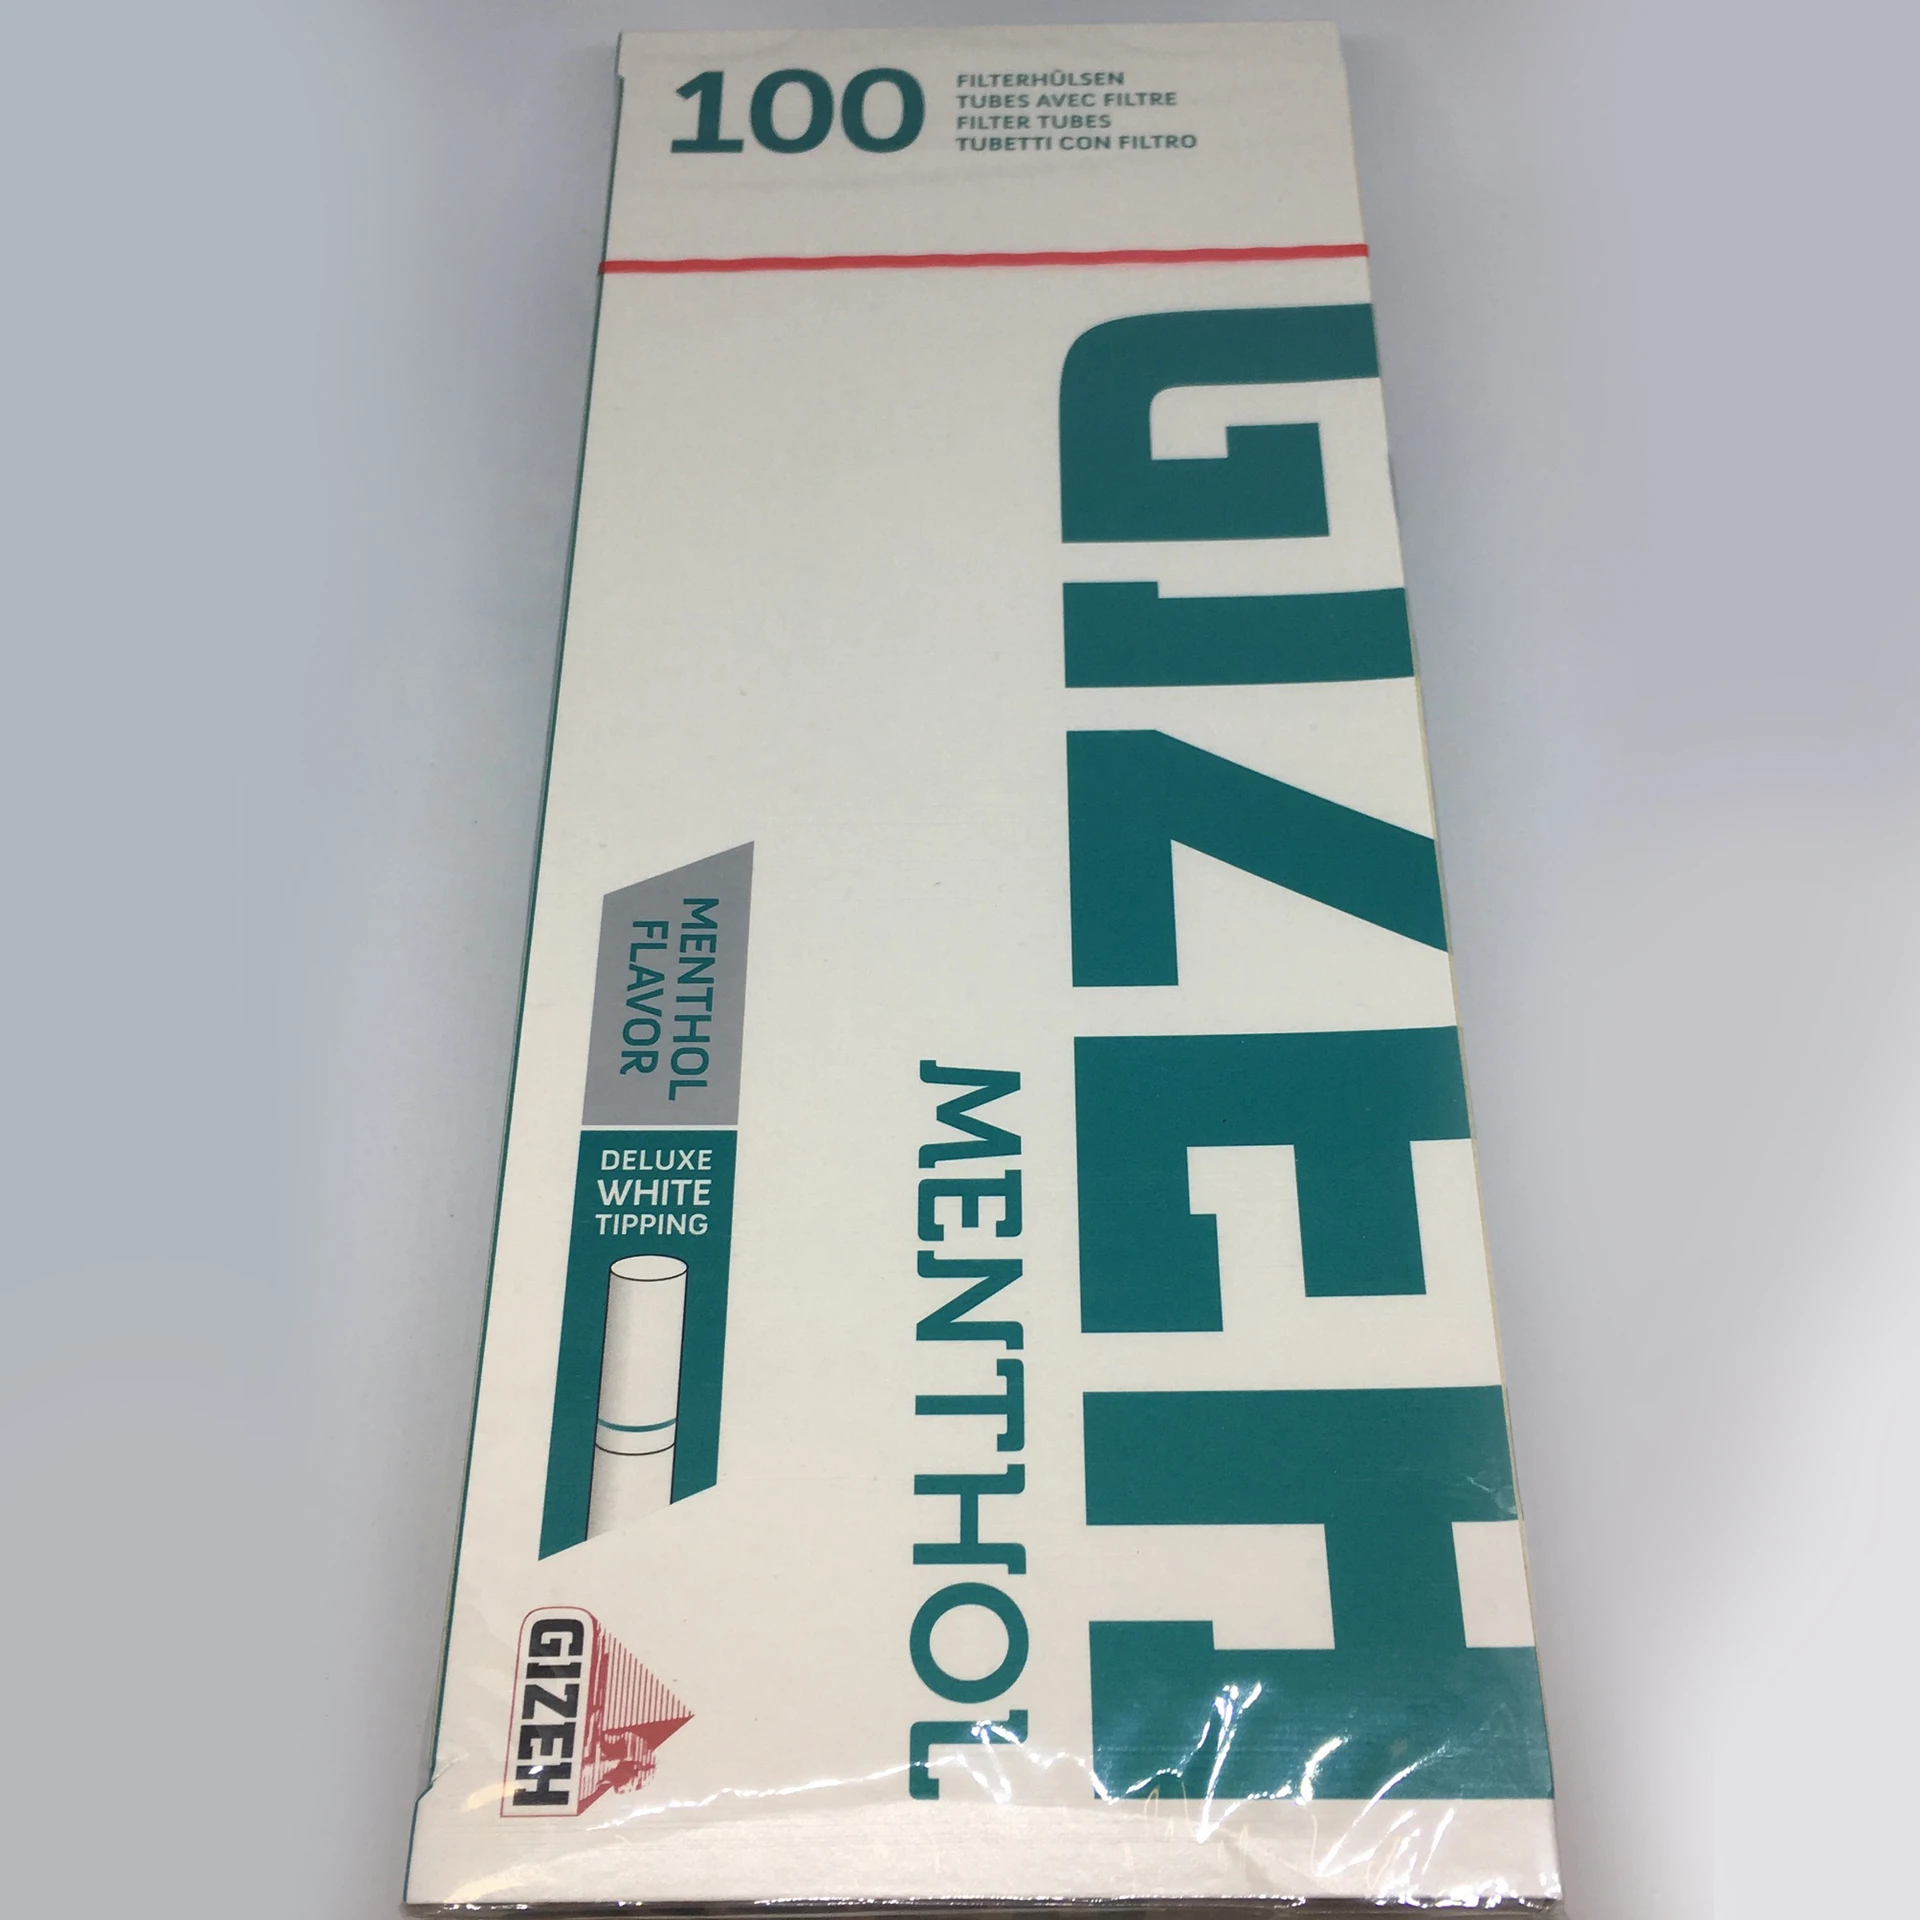 100
FILTERHÜLSEN
TUBES AVEC FILTRE
FILTER TUBES
TUBETTI CON FILTRO
GIZEH
MENTHOL
MENTHOL
FLAVOR
DELUXE
WHITE
TIPPING
GIZEH